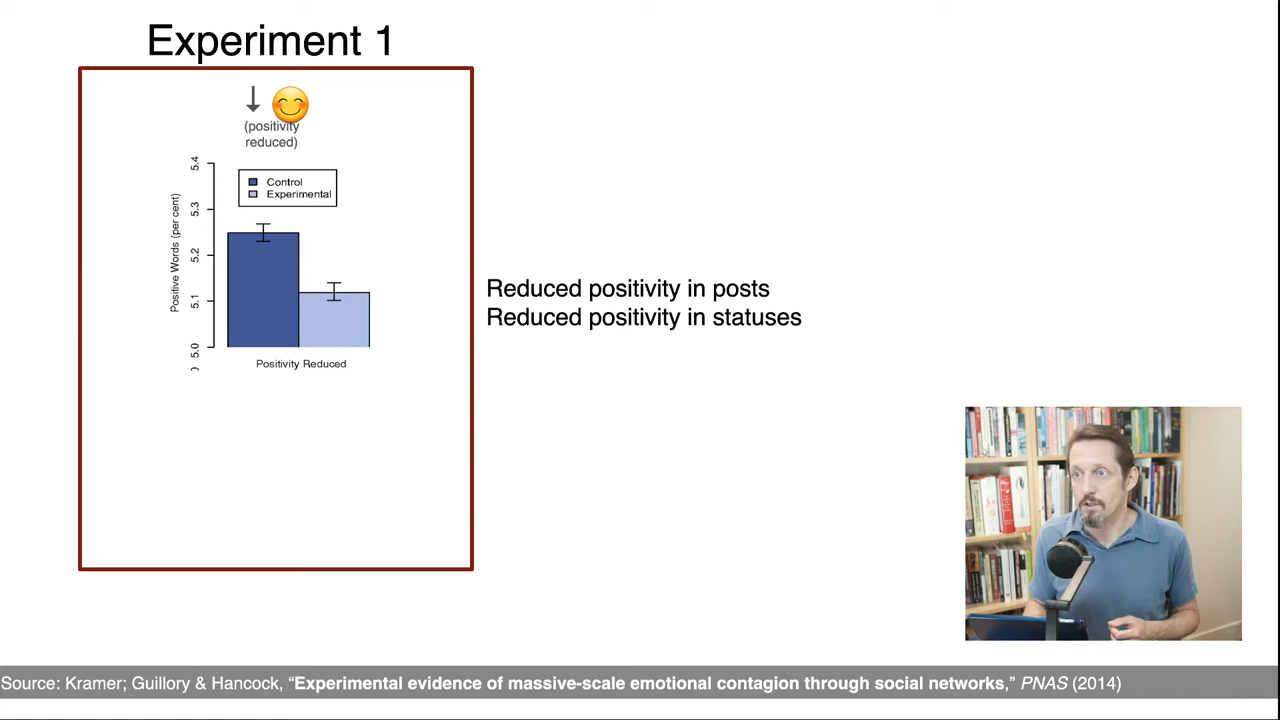 Experiment 1
↓ 😊
(positivity
reduced)
5.4
5.3
5.2
5.1
5.0
Positive Words (per cent)
Control
Experimental
Positivity Reduced
Reduced positivity in posts
Reduced positivity in statuses
Source: Kramer; Guillory & Hancock, “Experimental evidence of massive-scale emotional contagion through social networks,” PNAS (2014)